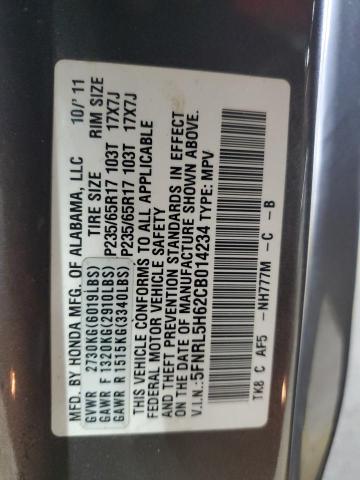 MFD. BY HONDA MFG. OF ALABAMA, LLC 10/'11
GVWR 2730KG(6019LBS) TIRE SIZE RIM SIZE
GAWR F 1320KG(2910LBS) P235/65R17 103T 17X7J
GAWR R 1515KG(3340LBS) P235/65R17 103T 17X7J
THIS VEHICLE CONFORMS TO ALL APPLICABLE
FEDERAL MOTOR VEHICLE SAFETY
AND THEFT PREVENTION STANDARDS IN EFFECT
ON THE DATE OF MANUFACTURE SHOWN ABOVE.
V.I.N.: 5FNRL5H62CB014234 TYPE: MPV
TK8 C AF5 -NH777M -C -B